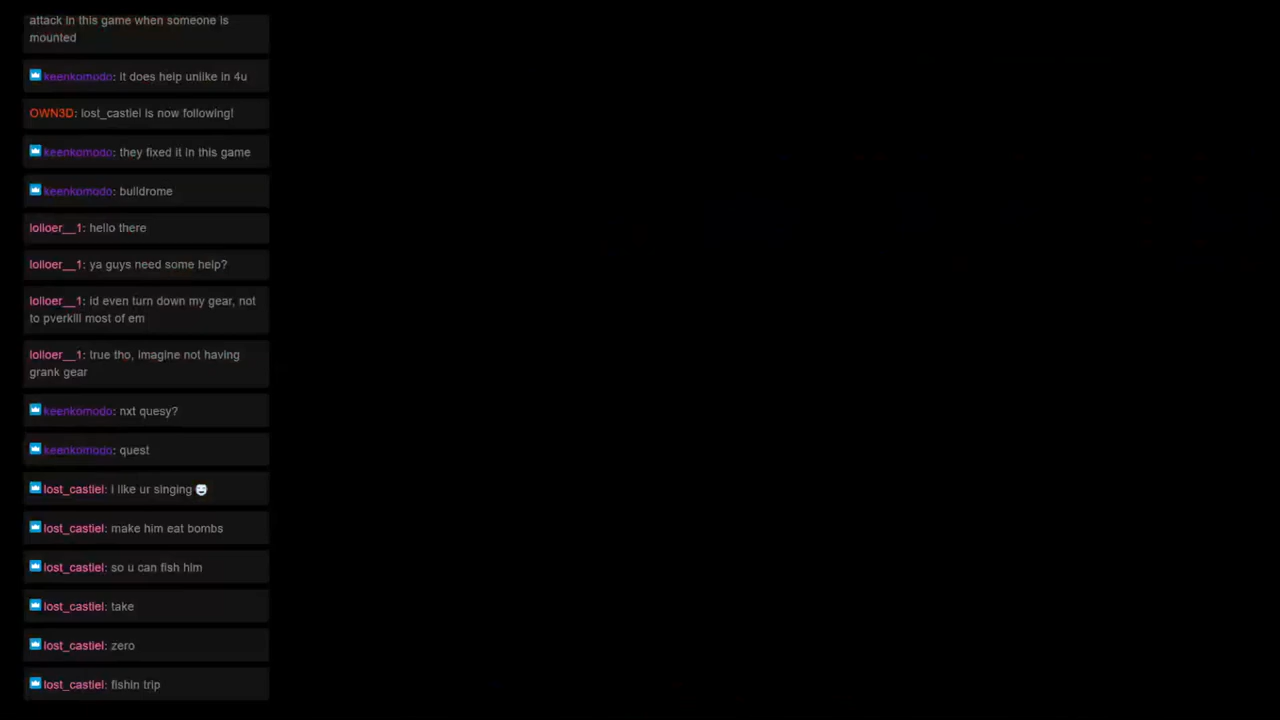 attack in this game when someone is
mounted
keenkomodo: it does help unlike in 4u
OWN3D: lost_castiel is now following!
keenkomodo: they fixed it in this game
keenkomodo: bulldrome
lolloer__1: hello there
lolloer__1: ya guys need some help?
lolloer__1: id even turn down my gear, not
to pverkill most of em
lolloer__1: true tho, imagine not having
grank gear
keenkomodo: nxt quesy?
keenkomodo: quest
lost_castiel: i like ur singing
lost_castiel: make him eat bombs
lost_castiel: so u can fish him
lost_castiel: take
lost_castiel: zero
lost_castiel: fishin trip